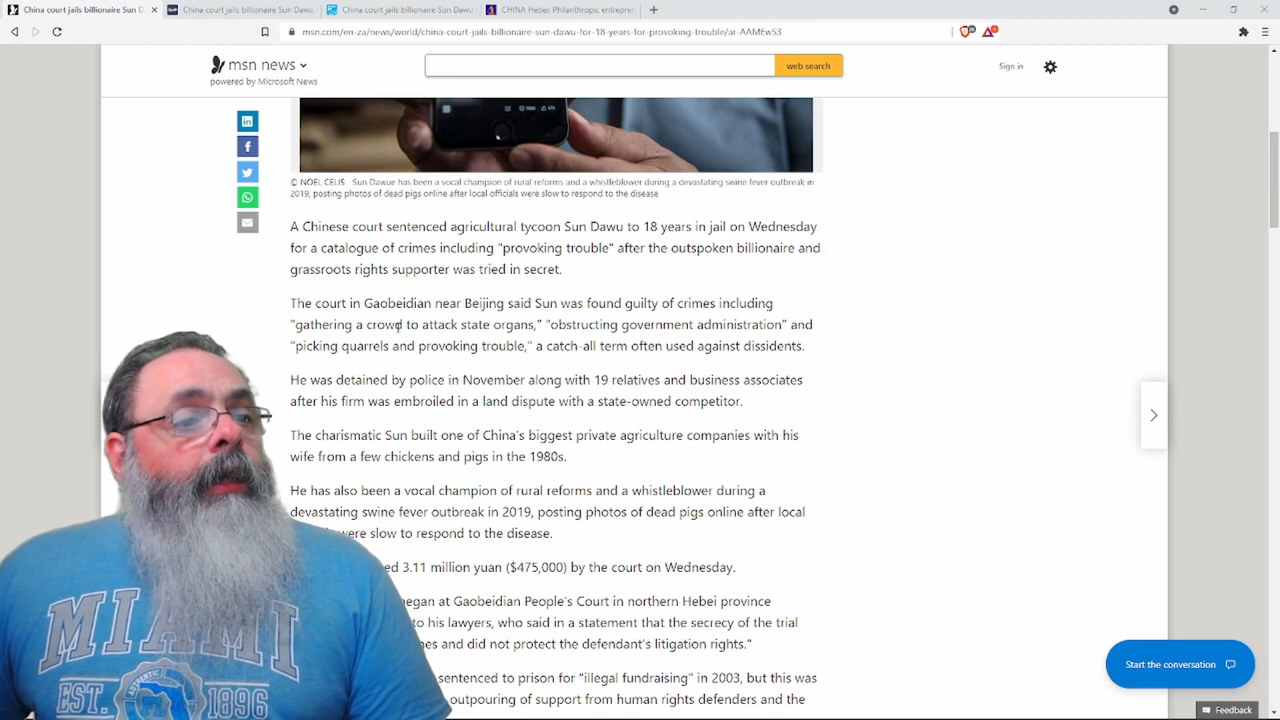 China court jails billionaire Sun D
China court jails billionaire Sun Dawu
China court jails billionaire Sun Dawu
CHINA Hebei Philanthropic entrepren
msn.com/en-za/news/world/china-court-jails-billionaire-sun-dawu-for-18-years-for-provoking-trouble/ar-AAMEwS3
msn news
powered by Microsoft News
web search
Sign in
© NOEL CELIS Sun Dawue has been a vocal champion of rural reforms and a whistleblower during a devastating swine fever outbreak in
2019, posting photos of dead pigs online after local officials were slow to respond to the disease
A Chinese court sentenced agricultural tycoon Sun Dawu to 18 years in jail on Wednesday
for a catalogue of crimes including "provoking trouble" after the outspoken billionaire and
grassroots rights supporter was tried in secret.
The court in Gaobeidian near Beijing said Sun was found guilty of crimes including
"gathering a crowd to attack state organs," "obstructing government administration" and
"picking quarrels and provoking trouble," a catch-all term often used against dissidents.
He was detained by police in November along with 19 relatives and business associates
after his firm was embroiled in a land dispute with a state-owned competitor.
The charismatic Sun built one of China's biggest private agriculture companies with his
wife from a few chickens and pigs in the 1980s.
He has also been a vocal champion of rural reforms and a whistleblower during a
devastating swine fever outbreak in 2019, posting photos of dead pigs online after local
were slow to respond to the disease.
ed 3.11 million yuan ($475,000) by the court on Wednesday.
egan at Gaobeidian People's Court in northern Hebei province
to his lawyers, who said in a statement that the secrecy of the trial
nes and did not protect the defendant's litigation rights."
sentenced to prison for "illegal fundraising" in 2003, but this was
outpouring of support from human rights defenders and the
Start the conversation
Feedback
MIAMI
EST. 1896